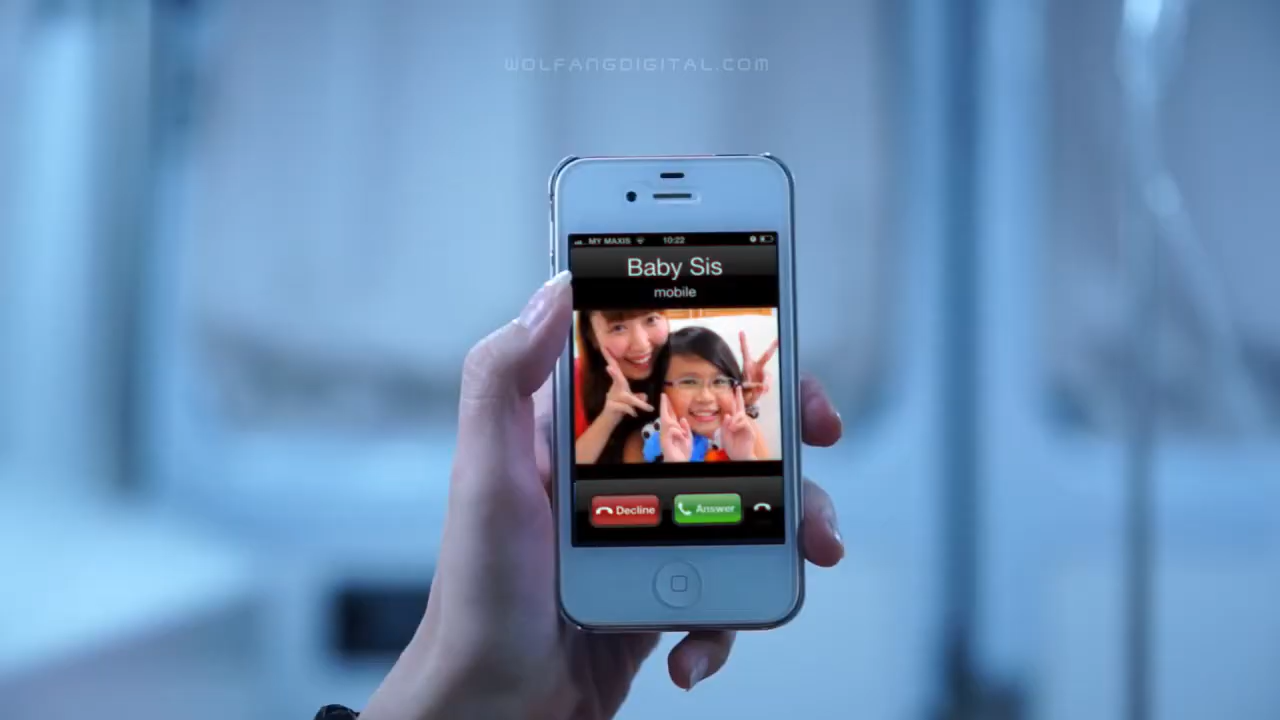 WOLFANGDIGITAL.COM
MY MAXIS 10:22
Baby Sis
mobile
Decline Answer